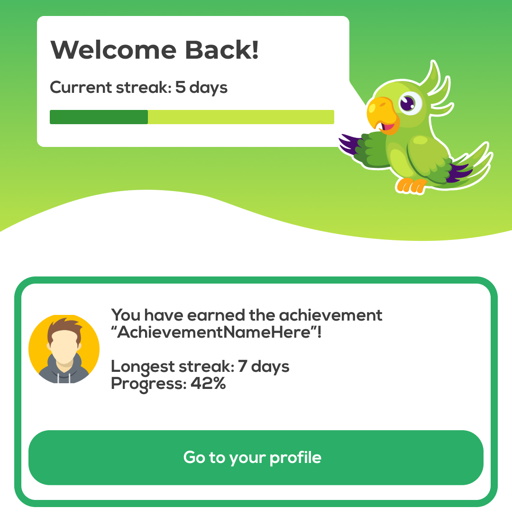 Welcome Back!
Current streak: 5 days
You have earned the achievement
“AchievementNameHere”!
Longest streak: 7 days
Progress: 42%
Go to your profile